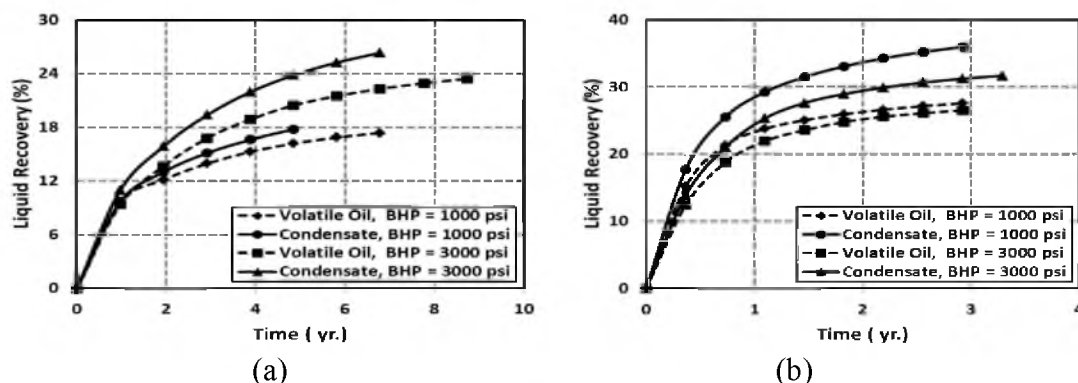 30
24
18
12
6
0
Liquid Recovery (%)
Volatile Oil, BHP = 1000 psi
Condensate, BHP = 1000 psi
Volatile Oil, BHP = 3000 psi
Condensate, BHP = 3000 psi
0 2 4 6 8 10
Time ( yr.)
(a)
40
30
20
10
0
Liquid Recovery (%)
Volatile Oil, BHP = 1000 psi
Condensate, BHP = 1000 psi
Volatile Oil, BHP = 3000 psi
Condensate, BHP = 3000 psi
0 1 2 3 4
Time ( yr.)
(b)